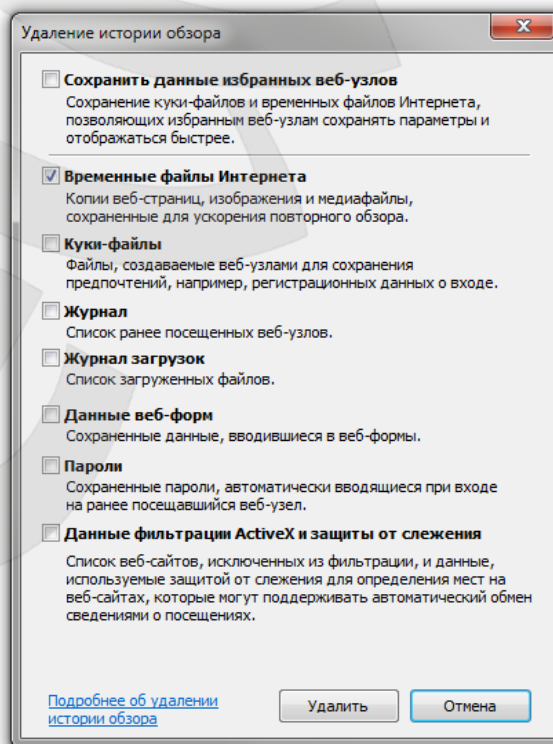 Удаление истории обзора
Сохранить данные избранных веб-узлов
Сохранение куки-файлов и временных файлов Интернета,
позволяющих избранным веб-узлам сохранять параметры и
отображаться быстрее.
Временные файлы Интернета
Копии веб-страниц, изображения и медиафайлы,
сохраненные для ускорения повторного обзора.
Куки-файлы
Файлы, создаваемые веб-узлами для сохранения
предпочтений, например, регистрационных данных о входе.
Журнал
Список ранее посещенных веб-узлов.
Журнал загрузок
Список загруженных файлов.
Данные веб-форм
Сохраненные данные, вводившиеся в веб-формы.
Пароли
Сохраненные пароли, автоматически вводящиеся при входе
на ранее посещавшийся веб-узел.
Данные фильтрации ActiveX и защиты от слежения
Список веб-сайтов, исключенных из фильтрации, и данные,
используемые защитой от слежения для определения мест на
веб-сайтах, которые могут поддерживать автоматический обмен
сведениями о посещениях.
Подробнее об удалении
истории обзора
Удалить
Отмена